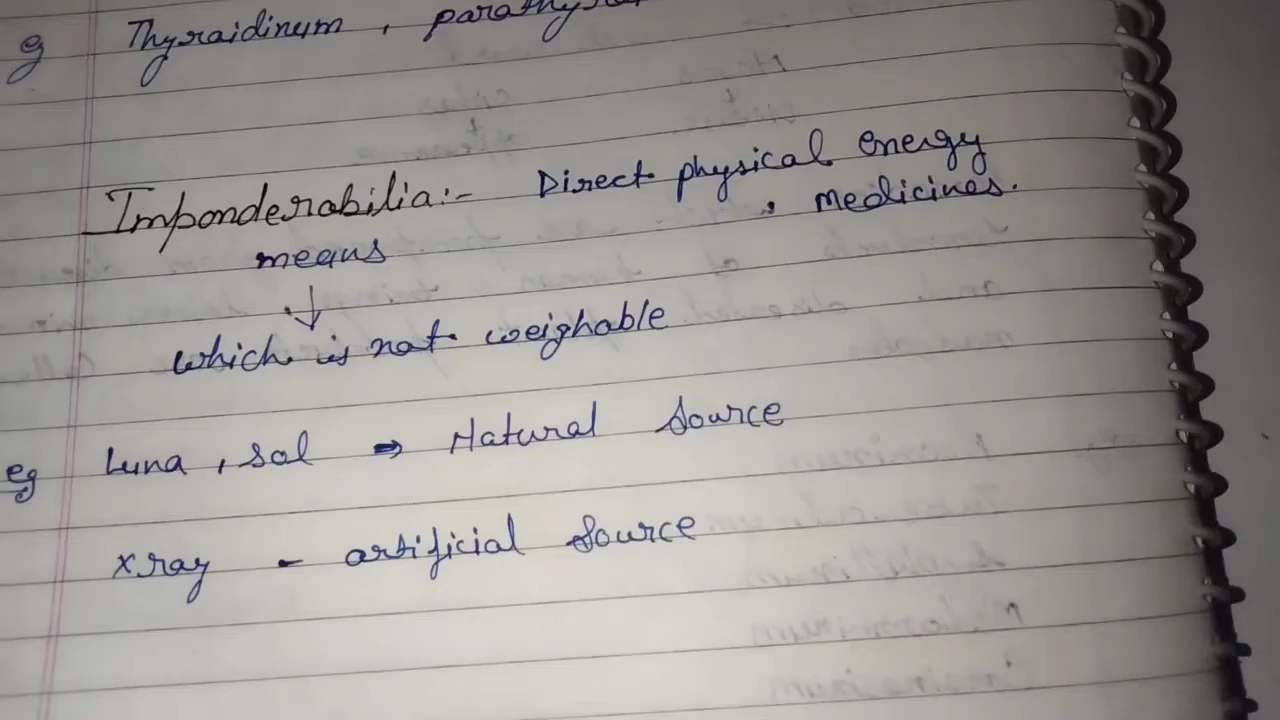 g Thyraidinum , parathy
Imponderabilia:- Direct physical energy
medicines.
means
↓
which is not weighable
eg Luna , sol → Natural Source
x ray - artificial Source